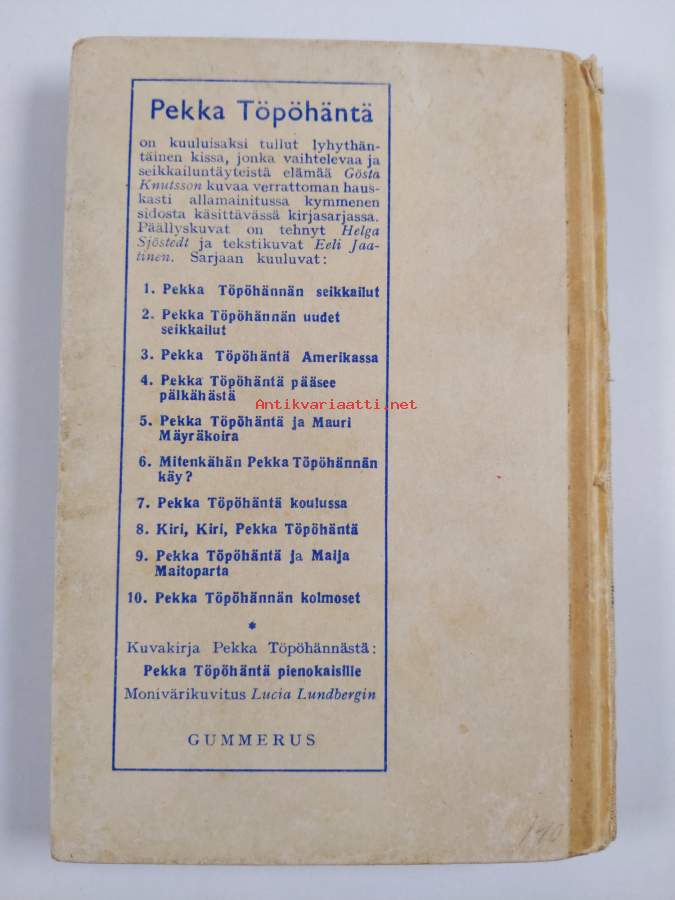 Pekka Töpöhäntä
on kuuluisaksi tullut lyhythän-
täinen kissa, jonka vaihtelevaa ja
seikkailuntäyteistä elämää Gösta
Knutsson kuvaa verrattoman haus-
kasti allamainitussa kymmenen
sidosta käsittävässä kirjasarjassa.
Päällyskuvat on tehnyt Helga
Sjöstedt ja tekstikuvat Eeli Jaa-
tinen. Sarjaan kuuluvat:
1. Pekka Töpöhännän seikkailut
2. Pekka Töpöhännän uudet
seikkailut
3. Pekka Töpöhäntä Amerikassa
4. Pekka Töpöhäntä pääsee
pälkähästä
Antikvariaatti.net
5. Pekka Töpöhäntä ja Mauri
Mäyräkoira
6. Mitenkähän Pekka Töpöhännän
käy?
7. Pekka Töpöhäntä koulussa
8. Kiri, Kiri, Pekka Töpöhäntä
9. Pekka Töpöhäntä ja Maija
Maitoparta
10. Pekka Töpöhännän kolmoset
*
Kuvakirja Pekka Töpöhännästä:
Pekka Töpöhäntä pienokaisille
Monivärikuvitus Lucia Lundbergin
GUMMERUS